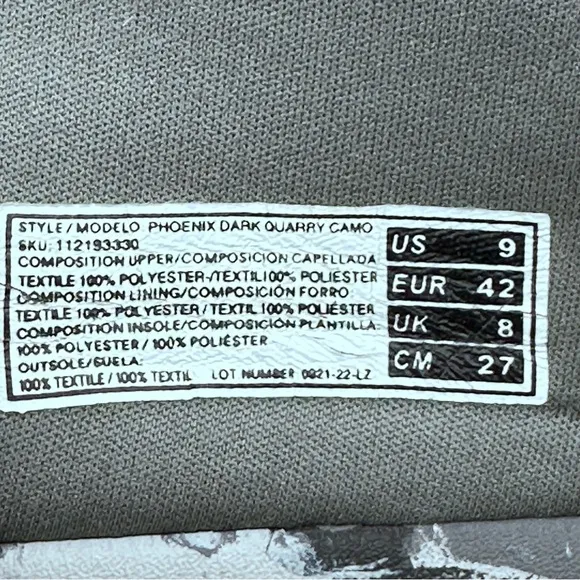 STYLE / MODELO PHOENIX DARK QUARRY CAMO
SKU: 112193330
COMPOSITION UPPER/COMPOSICIÓN CAPELLADA
TEXTILE 100% POLYESTER/TEXTIL100% POLIÉSTER
COMPOSITION LINING/COMPOSICIÓN FORRO
TEXTLE 100% POLYESTER / TEXTIL 100% POLIÉSTER
COMPOSITION INSOLE/COMPOSICIÓN PLANTILLA:
100% POLYESTER / 100% POLIÉSTER
OUTSOLE/SUELA:
100% TEXTILE / 100% TEXTIL LOT NUMBER 0921-22-LZ
US 9
EUR 42
UK 8
CM 27